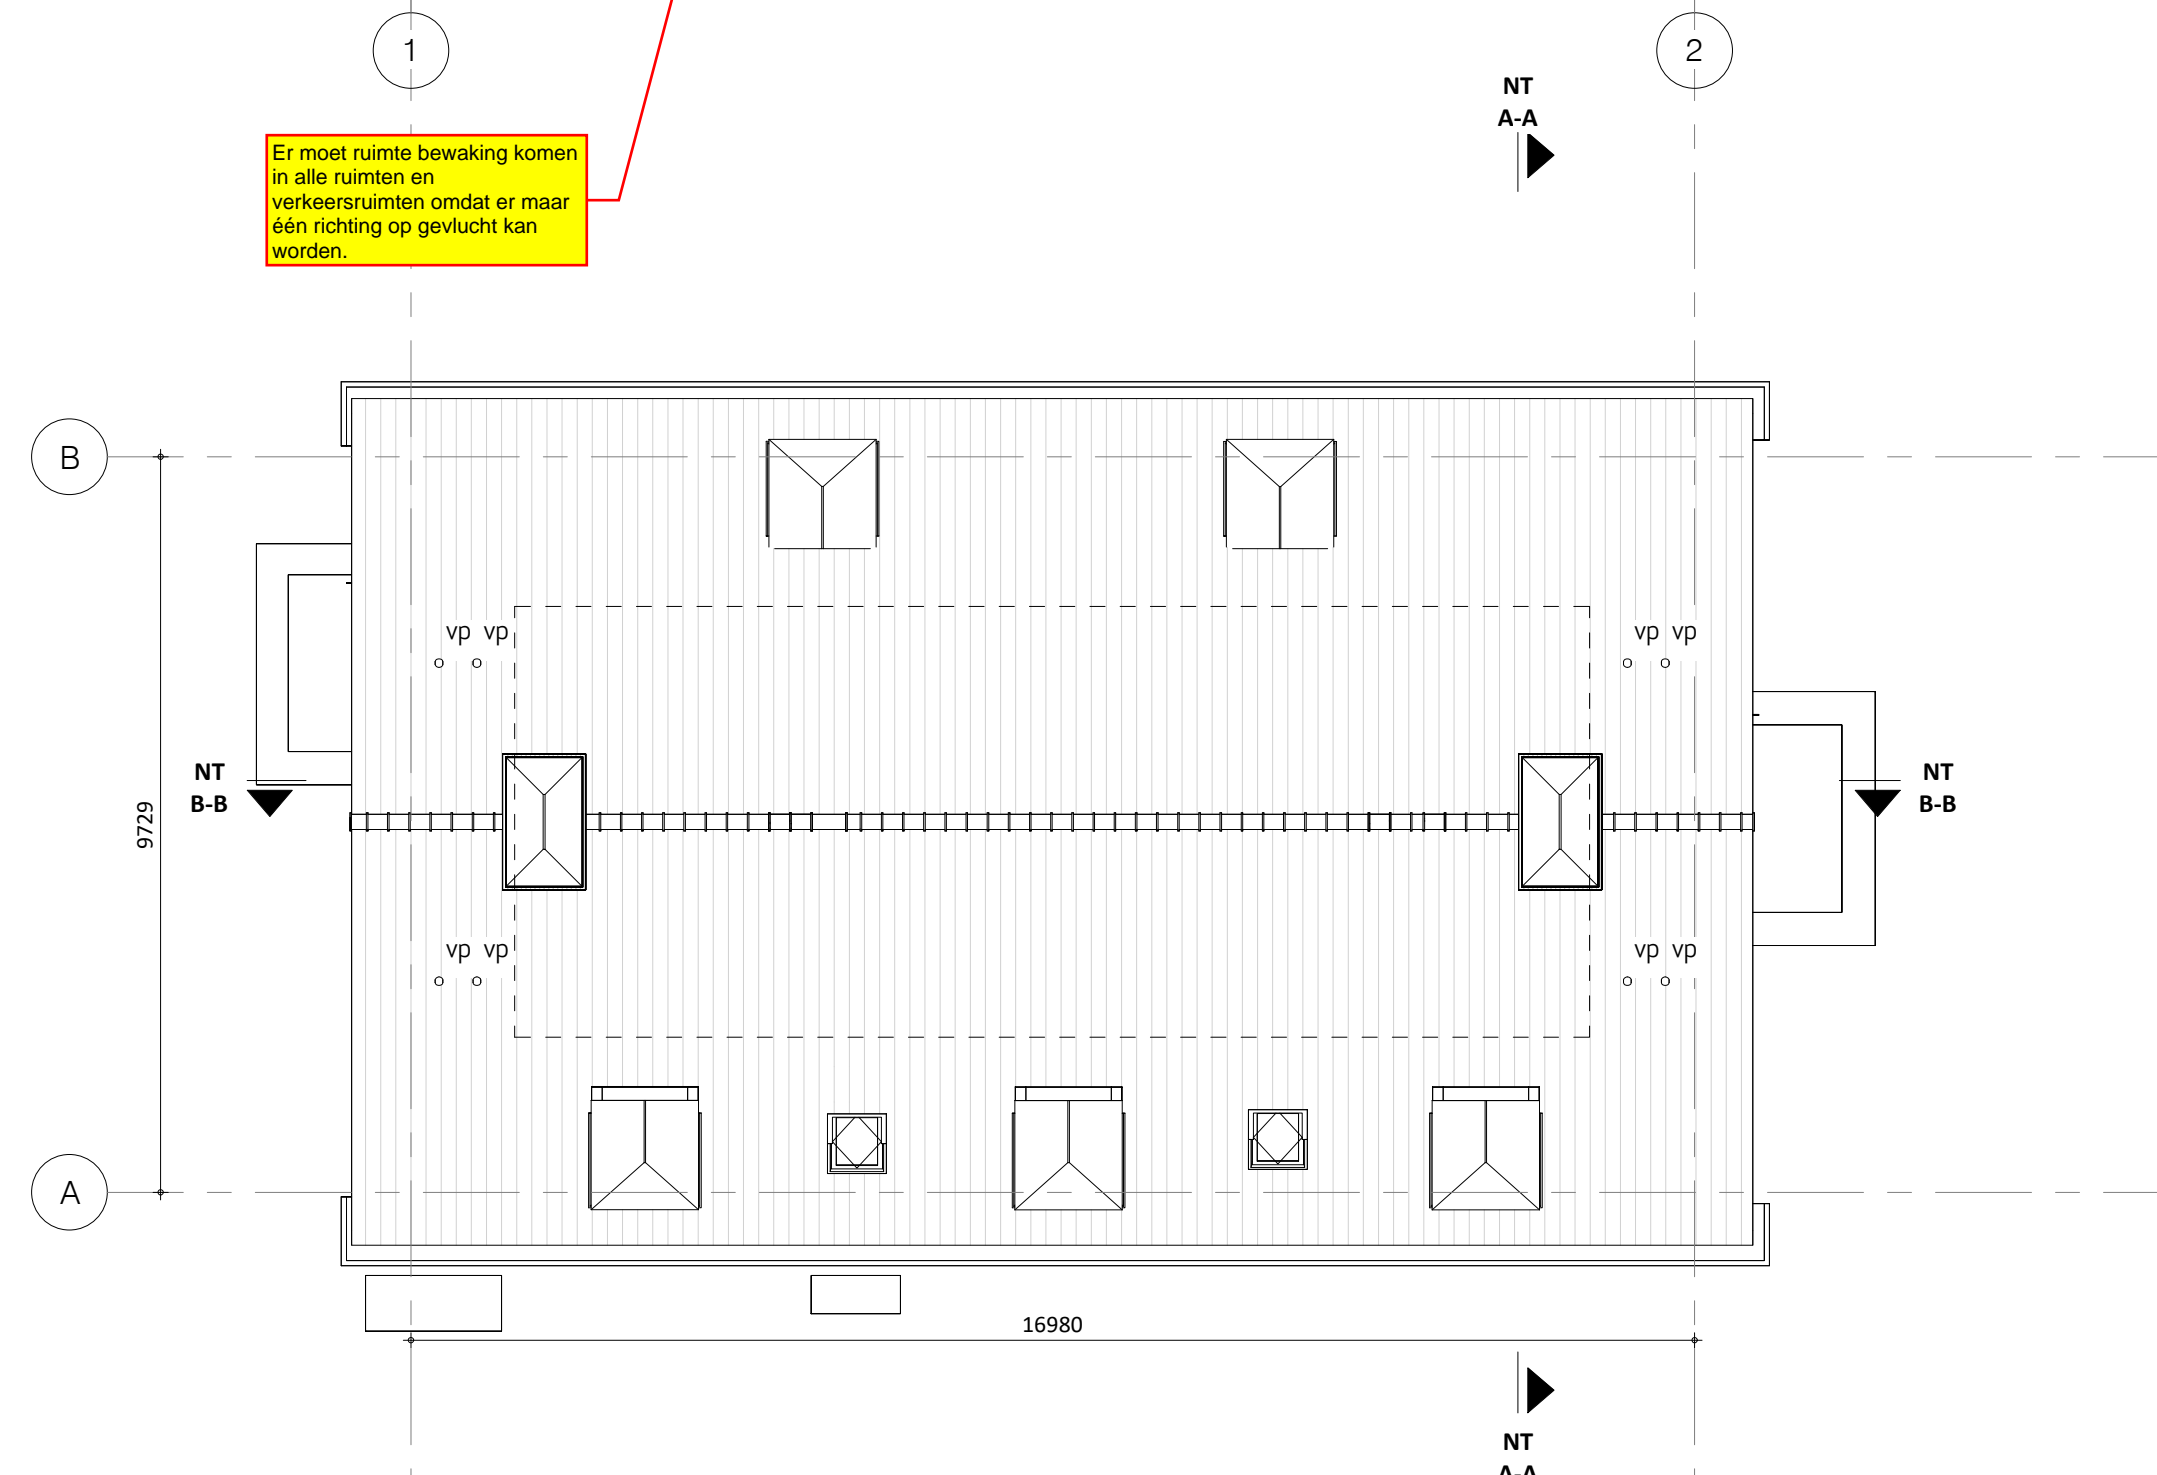 1
2
NT
A-A
Er moet ruimte bewaking komen
in alle ruimten en
verkeersruimten omdat er maar
één richting op gevlucht kan
worden.
B
vp vp
vp vp
NT
B-B
NT
B-B
9729
vp vp
vp vp
A
16980
NT
A-A